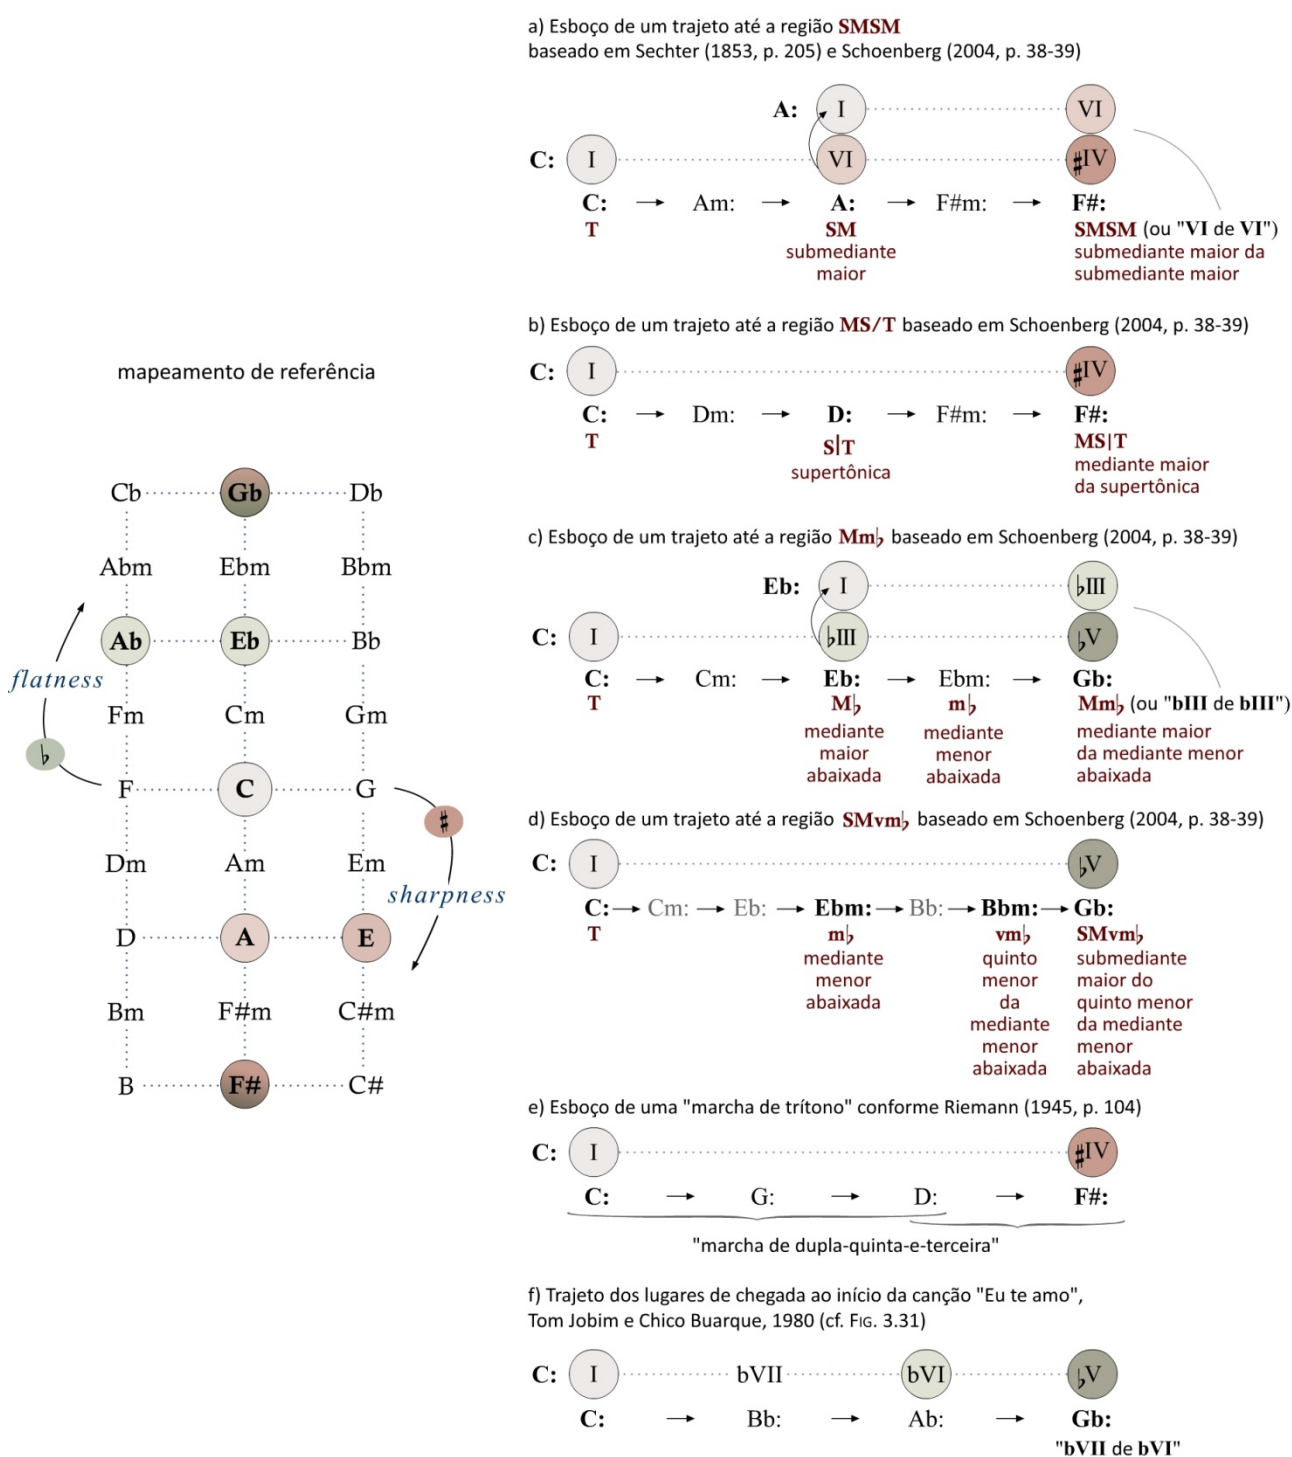 mapeamento de referência
Cb Gb Db
Abm Ebm Bbm
Ab Eb Bb
flatness
Fm Cm Gm
♭
F C G
♯
Dm Am Em
sharpness
D A E
Bm F#m C#m
B F# C#
a) Esboço de um trajeto até a região SMSM
baseado em Sechter (1853, p. 205) e Schoenberg (2004, p. 38-39)
A: I VI
C: I VI ♯IV
C: → Am: → A: → F#m: → F#:
T SM SMSM (ou "VI de VI")
submediante submediante maior da
maior submediante maior
b) Esboço de um trajeto até a região MS/T baseado em Schoenberg (2004, p. 38-39)
C: I ♯IV
C: → Dm: → D: → F#m: → F#:
T S|T MS|T
supertônica mediante maior
da supertônica
c) Esboço de um trajeto até a região Mm♭ baseado em Schoenberg (2004, p. 38-39)
Eb: I ♭III
C: I ♭III ♭V
C: → Cm: → Eb: → Ebm: → Gb:
T M♭ m♭ Mm♭ (ou "bIII de bIII")
mediante mediante mediante maior
maior menor da mediante menor
abaixada abaixada abaixada
d) Esboço de um trajeto até a região SMvm♭ baseado em Schoenberg (2004, p. 38-39)
C: I ♭V
C: → Cm: → Eb: → Ebm: → Bb: → Bbm: → Gb:
T m♭ vm♭ SMvm♭
mediante quinto submediante
menor menor maior do
abaixada da quinto menor
mediante da mediante
menor menor
abaixada abaixada
e) Esboço de uma "marcha de trítono" conforme Riemann (1945, p. 104)
C: I ♯IV
C: → G: → D: → F#:
"marcha de dupla-quinta-e-terceira"
f) Trajeto dos lugares de chegada ao início da canção "Eu te amo",
Tom Jobim e Chico Buarque, 1980 (cf. FIG. 3.31)
C: I bVII bVI ♭V
C: → Bb: → Ab: → Gb:
"bVII de bVI"